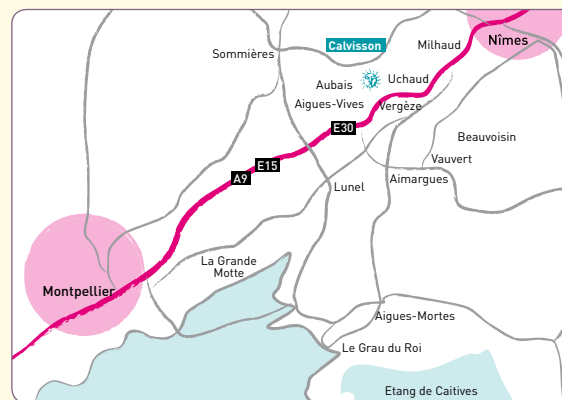 Calvisson
Milhaud
Nîmes
Sommières
Aubais
Uchaud
Aigues-Vives
Vergèze
E30
Beauvoisin
Vauvert
E15
A9
Lunel
Aimargues
La Grande
Motte
Montpellier
Aigues-Mortes
Le Grau du Roi
Etang de Caitives